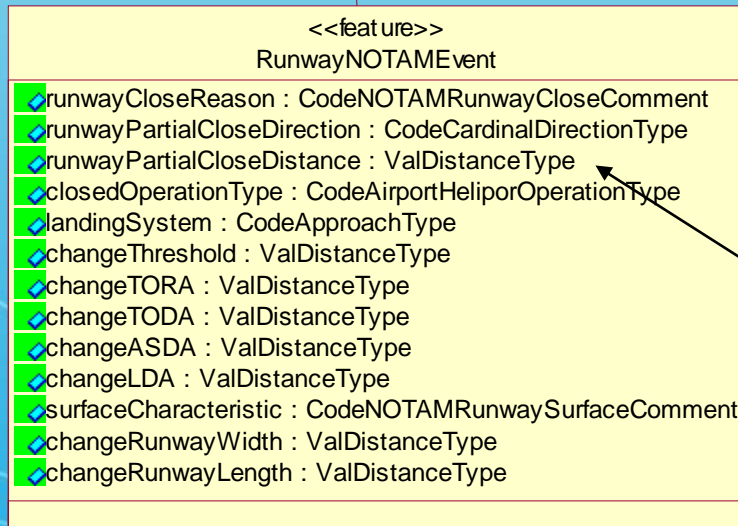 <<feature>>
RunwayNOTAMEvent
runwayCloseReason : CodeNOTAMRunwayCloseComment
runwayPartialCloseDirection : CodeCardinalDirectionType
runwayPartialCloseDistance : ValDistanceType
closedOperationType : CodeAirportHeliporOperationType
landingSystem : CodeApproachType
changeThreshold : ValDistanceType
changeTORA : ValDistanceType
changeTODA : ValDistanceType
changeASDA : ValDistanceType
changeLDA : ValDistanceType
surfaceCharacteristic : CodeNOTAMRunwaySurfaceComment
changeRunwayWidth : ValDistanceType
changeRunwayLength : ValDistanceType